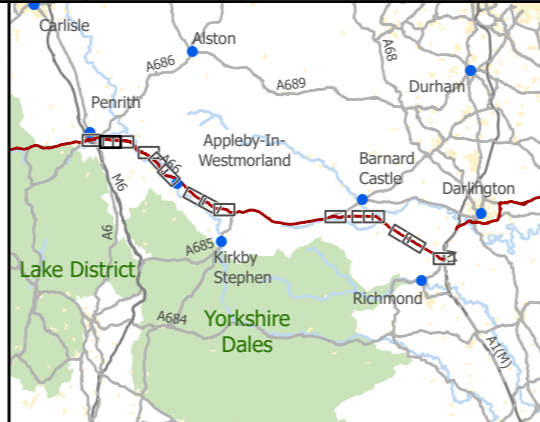 Carlisle
Alston
A68
A686
A689
Durham
Penrith
Appleby-In-
Westmorland
A66
Barnard
Castle
Darlington
M6
A6
A685
Kirkby
Stephen
Lake District
Richmond
A684
Yorkshire
Dales
A1(M)